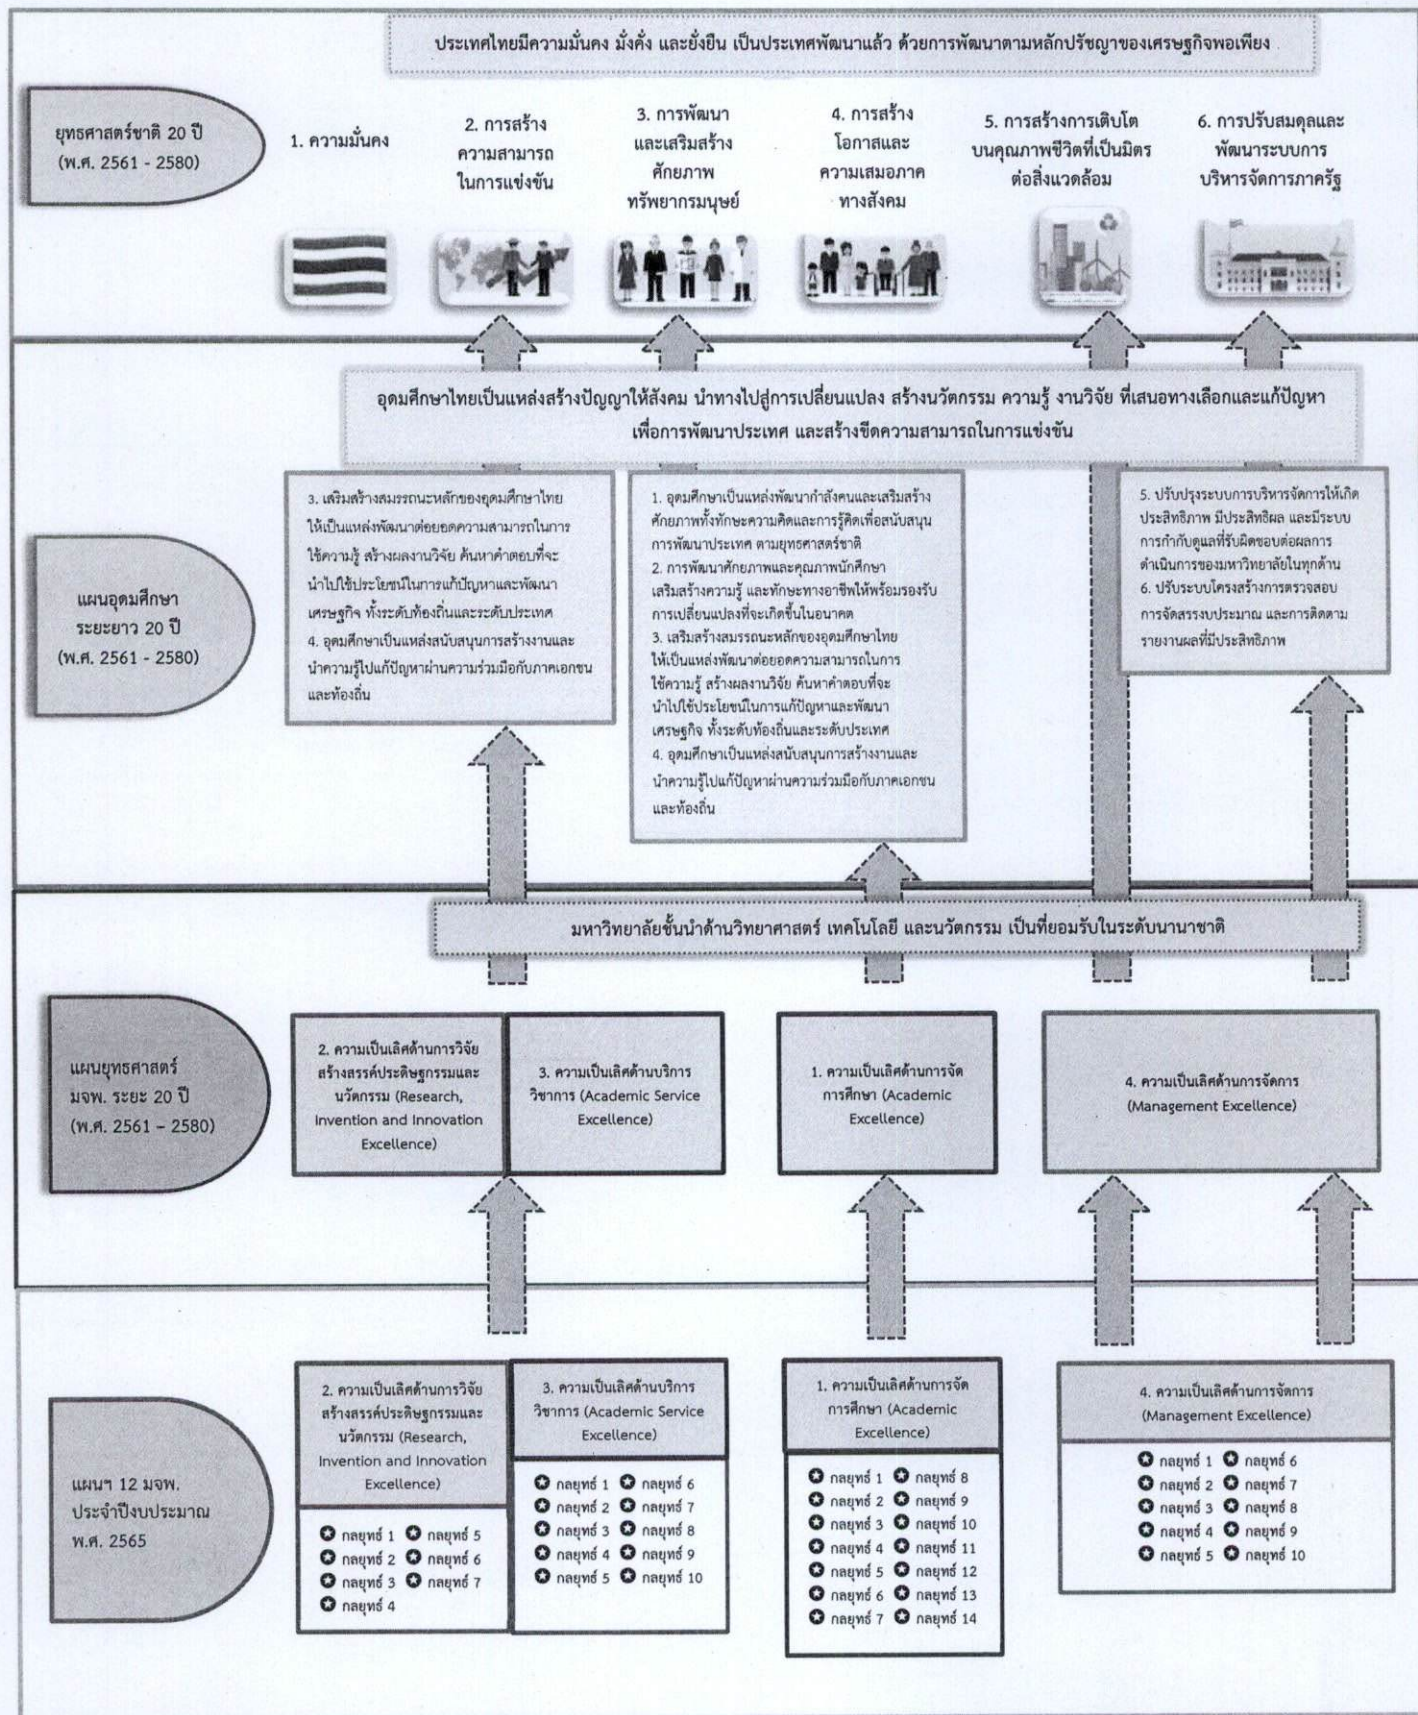 ประเทศไทยมีความมั่นคง มั่งคั่ง และยั่งยืน เป็นประเทศพัฒนาแล้ว ด้วยการพัฒนาตามหลักปรัชญาของเศรษฐกิจพอเพียง
ยุทธศาสตร์ชาติ 20 ปี
(พ.ศ. 2561 - 2580)
1. ความมั่นคง
2. การสร้าง
ความสามารถ
ในการแข่งขัน
3. การพัฒนา
และเสริมสร้าง
ศักยภาพ
ทรัพยากรมนุษย์
4. การสร้าง
โอกาสและ
ความเสมอภาค
ทางสังคม
5. การสร้างการเติบโต
บนคุณภาพชีวิตที่เป็นมิตร
ต่อสิ่งแวดล้อม
6. การปรับสมดุลและ
พัฒนาระบบการ
บริหารจัดการภาครัฐ
อุดมศึกษาไทยเป็นแหล่งสร้างปัญญาให้สังคม นำทางไปสู่การเปลี่ยนแปลง สร้างนวัตกรรม ความรู้ งานวิจัย ที่เสนอทางเลือกและแก้ปัญหา
เพื่อการพัฒนาประเทศ และสร้างขีดความสามารถในการแข่งขัน
แผนอุดมศึกษา
ระยะยาว 20 ปี
(พ.ศ. 2561 - 2580)
3. เสริมสร้างสมรรถนะหลักของอุดมศึกษาไทย
ให้เป็นแหล่งพัฒนาต่อยอดความสามารถในการ
ใช้ความรู้ สร้างผลงานวิจัย ค้นหาคำตอบที่จะ
นำไปใช้ประโยชน์ในการแก้ปัญหาและพัฒนา
เศรษฐกิจ ทั้งระดับท้องถิ่นและระดับประเทศ
4. อุดมศึกษาเป็นแหล่งสนับสนุนการสร้างงานและ
นำความรู้ไปแก้ปัญหาผ่านความร่วมมือกับภาคเอกชน
และท้องถิ่น
1. อุดมศึกษาเป็นแหล่งพัฒนากำลังคนและเสริมสร้าง
ศักยภาพทั้งทักษะความคิดและการรู้คิดเพื่อสนับสนุน
การพัฒนาประเทศ ตามยุทธศาสตร์ชาติ
2. การพัฒนาศักยภาพและคุณภาพนักศึกษา
เสริมสร้างความรู้ และทักษะทางอาชีพให้พร้อมรองรับ
การเปลี่ยนแปลงที่จะเกิดขึ้นในอนาคต
3. เสริมสร้างสมรรถนะหลักของอุดมศึกษาไทย
ให้เป็นแหล่งพัฒนาต่อยอดความสามารถในการ
ใช้ความรู้ สร้างผลงานวิจัย ค้นหาคำตอบที่จะ
นำไปใช้ประโยชน์ในการแก้ปัญหาและพัฒนา
เศรษฐกิจ ทั้งระดับท้องถิ่นและระดับประเทศ
4. อุดมศึกษาเป็นแหล่งสนับสนุนการสร้างงานและ
นำความรู้ไปแก้ปัญหาผ่านความร่วมมือกับภาคเอกชน
และท้องถิ่น
5. ปรับปรุงระบบการบริหารจัดการให้เกิด
ประสิทธิภาพ มีประสิทธิผล และมีระบบ
การกำกับดูแลที่รับผิดชอบต่อผลการ
ดำเนินการของมหาวิทยาลัยในทุกด้าน
6. ปรับระบบโครงสร้างการตรวจสอบ
การจัดสรรงบประมาณ และการติดตาม
รายงานผลที่มีประสิทธิภาพ
มหาวิทยาลัยชั้นนำด้านวิทยาศาสตร์ เทคโนโลยี และนวัตกรรม เป็นที่ยอมรับในระดับนานาชาติ
แผนยุทธศาสตร์
มจพ. ระยะ 20 ปี
(พ.ศ. 2561 – 2580)
2. ความเป็นเลิศด้านการวิจัย
สร้างสรรค์ประดิษฐกรรมและ
นวัตกรรม (Research,
Invention and Innovation
Excellence)
3. ความเป็นเลิศด้านบริการ
วิชาการ (Academic Service
Excellence)
1. ความเป็นเลิศด้านการจัด
การศึกษา (Academic
Excellence)
4. ความเป็นเลิศด้านการจัดการ
(Management Excellence)
แผนฯ 12 มจพ.
ประจำปีงบประมาณ
พ.ศ. 2565
2. ความเป็นเลิศด้านการวิจัย
สร้างสรรค์ประดิษฐกรรมและ
นวัตกรรม (Research,
Invention and Innovation
Excellence)
กลยุทธ์ 1 กลยุทธ์ 5
กลยุทธ์ 2 กลยุทธ์ 6
กลยุทธ์ 3 กลยุทธ์ 7
กลยุทธ์ 4
3. ความเป็นเลิศด้านบริการ
วิชาการ (Academic Service
Excellence)
กลยุทธ์ 1 กลยุทธ์ 6
กลยุทธ์ 2 กลยุทธ์ 7
กลยุทธ์ 3 กลยุทธ์ 8
กลยุทธ์ 4 กลยุทธ์ 9
กลยุทธ์ 5 กลยุทธ์ 10
1. ความเป็นเลิศด้านการจัด
การศึกษา (Academic
Excellence)
กลยุทธ์ 1 กลยุทธ์ 8
กลยุทธ์ 2 กลยุทธ์ 9
กลยุทธ์ 3 กลยุทธ์ 10
กลยุทธ์ 4 กลยุทธ์ 11
กลยุทธ์ 5 กลยุทธ์ 12
กลยุทธ์ 6 กลยุทธ์ 13
กลยุทธ์ 7 กลยุทธ์ 14
4. ความเป็นเลิศด้านการจัดการ
(Management Excellence)
กลยุทธ์ 1 กลยุทธ์ 6
กลยุทธ์ 2 กลยุทธ์ 7
กลยุทธ์ 3 กลยุทธ์ 8
กลยุทธ์ 4 กลยุทธ์ 9
กลยุทธ์ 5 กลยุทธ์ 10